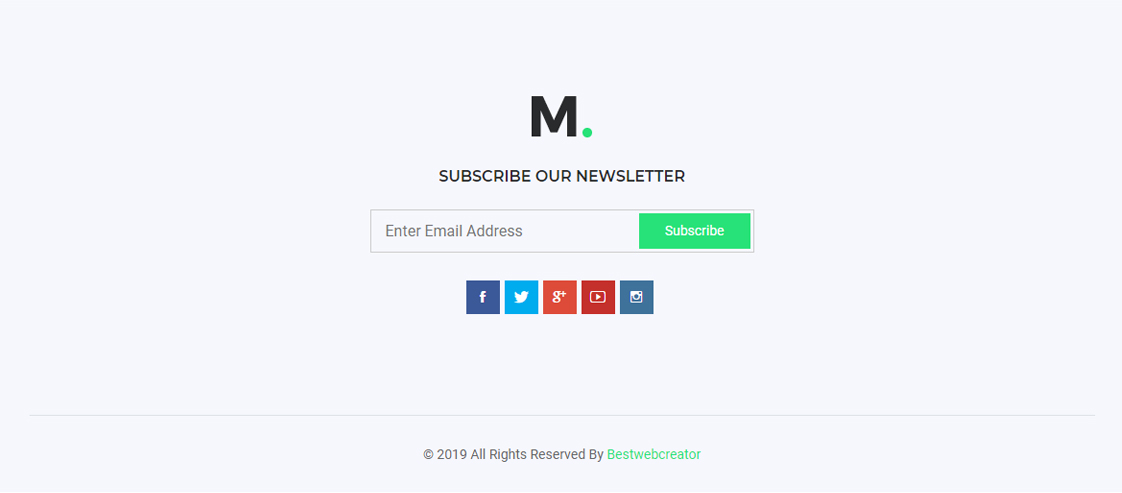 M.
SUBSCRIBE OUR NEWSLETTER
Enter Email Address
Subscribe
f
g+
© 2019 All Rights Reserved By Bestwebcreator